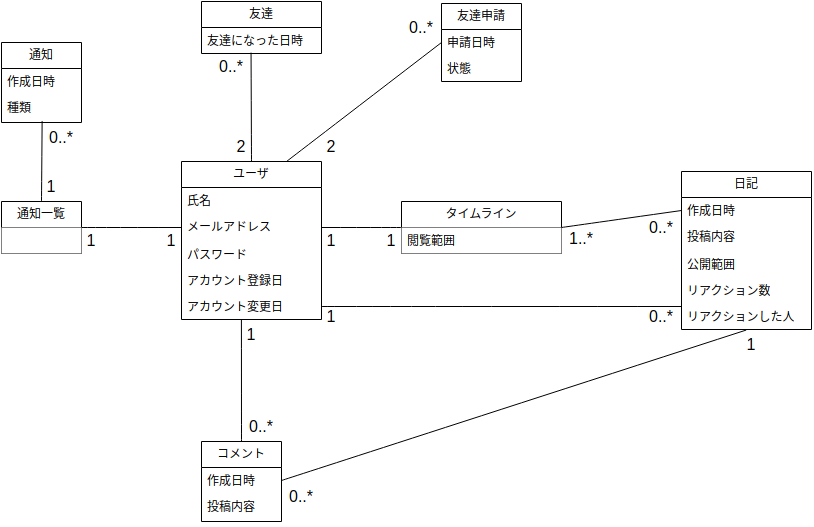 友達
友達になった日時
0..*
2
友達申請
申請日時
状態
0..*
2
通知
作成日時
種類
0..*
1
通知一覧
1
1
ユーザ
氏名
メールアドレス
パスワード
アカウント登録日
アカウント変更日
1
1
タイムライン
閲覧範囲
1..*
0..*
日記
作成日時
投稿内容
公開範囲
リアクション数
リアクションした人
1
0..*
1
0..*
コメント
作成日時
投稿内容
0..*
1